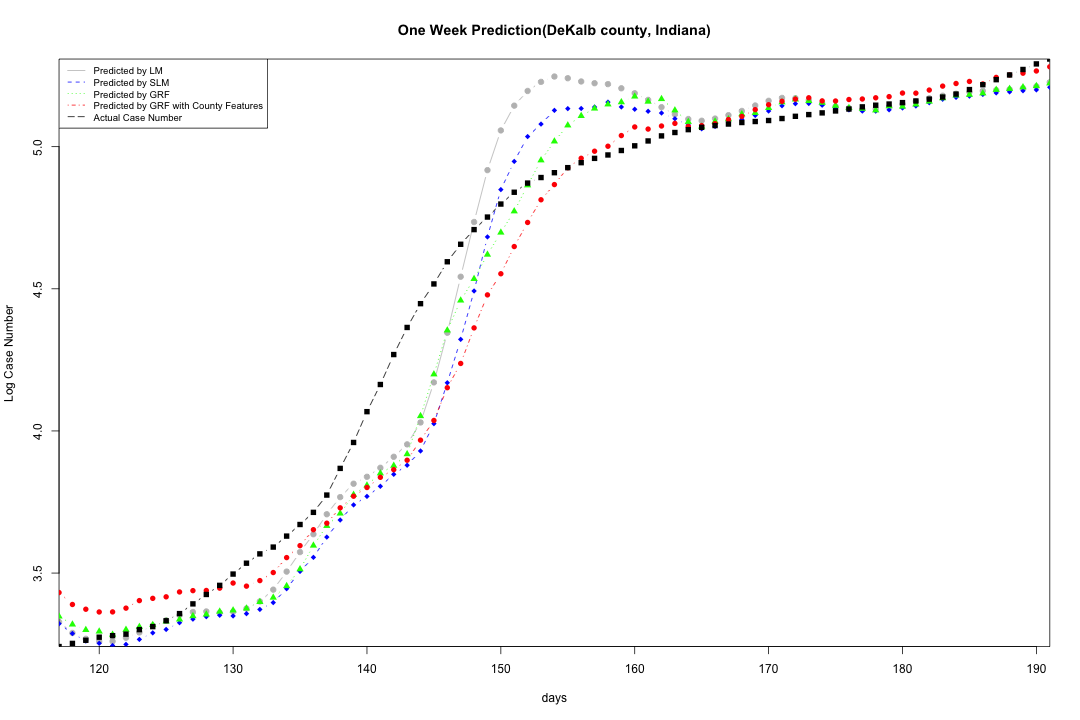 One Week Prediction(DeKalb county, Indiana)
Predicted by LM
Predicted by SLM
Predicted by GRF
Predicted by GRF with County Features
Actual Case Number
Log Case Number
5.0
4.5
4.0
3.5
120 130 140 150 160 170 180 190
days